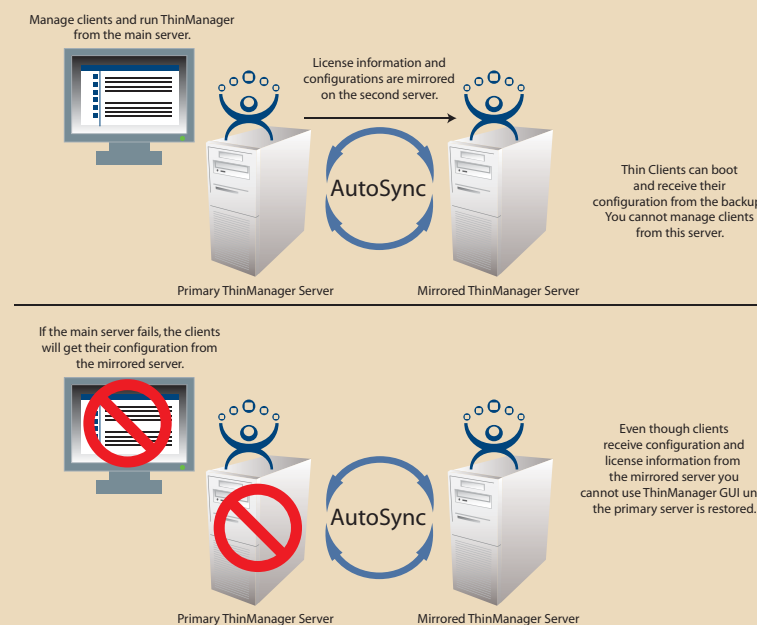 Manage clients and run ThinManager
from the main server.
License information and
configurations are mirrored
on the second server.
AutoSync
Thin Clients can boot
and receive their
configuration from the
You cannot manage clients
from this server.
Primary ThinManager Server
Mirrored ThinManager Server
If the main server fails, the clients
will get their configuration from
the mirrored server.
AutoSync
Even though clients
receive configuration and
license information from
the mirrored server you
cannot use ThinManager GUI
the primary server is restored.
Primary ThinManager Server
Mirrored ThinManager Server